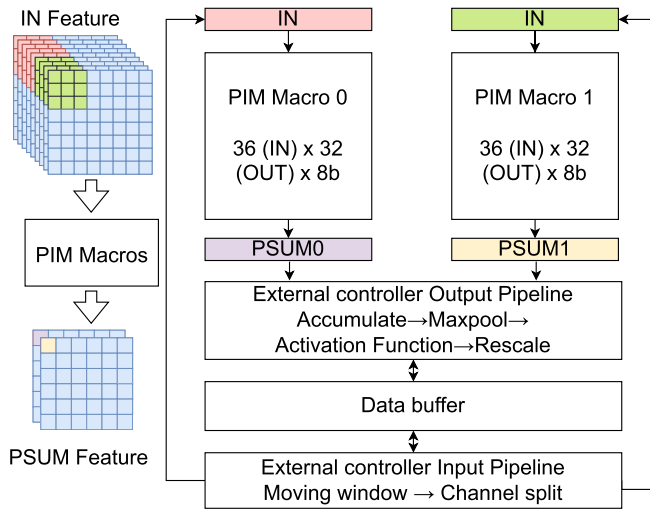 IN Feature
PIM Macros
PSUM Feature
IN
IN
PIM Macro 0
36 (IN) x 32
(OUT) x 8b
PIM Macro 1
36 (IN) x 32
(OUT) x 8b
PSUM0
PSUM1
External controller Output Pipeline
Accumulate→Maxpool→
Activation Function→Rescale
Data buffer
External controller Input Pipeline
Moving window → Channel split